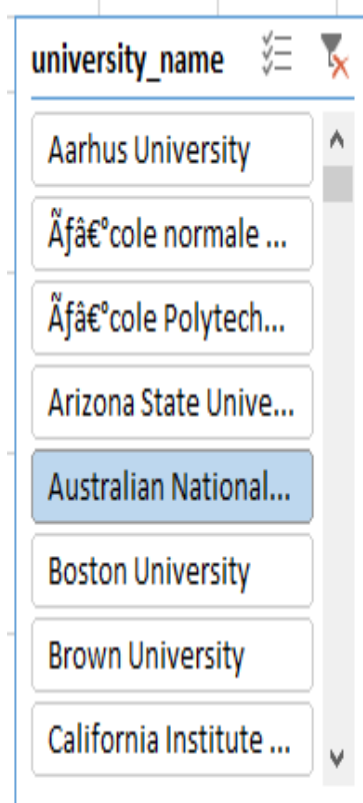 university_name
Aarhus University
Ãƒâ€°cole normale ...
Ãƒâ€°cole Polytech...
Arizona State Unive...
Australian National...
Boston University
Brown University
California Institute ...